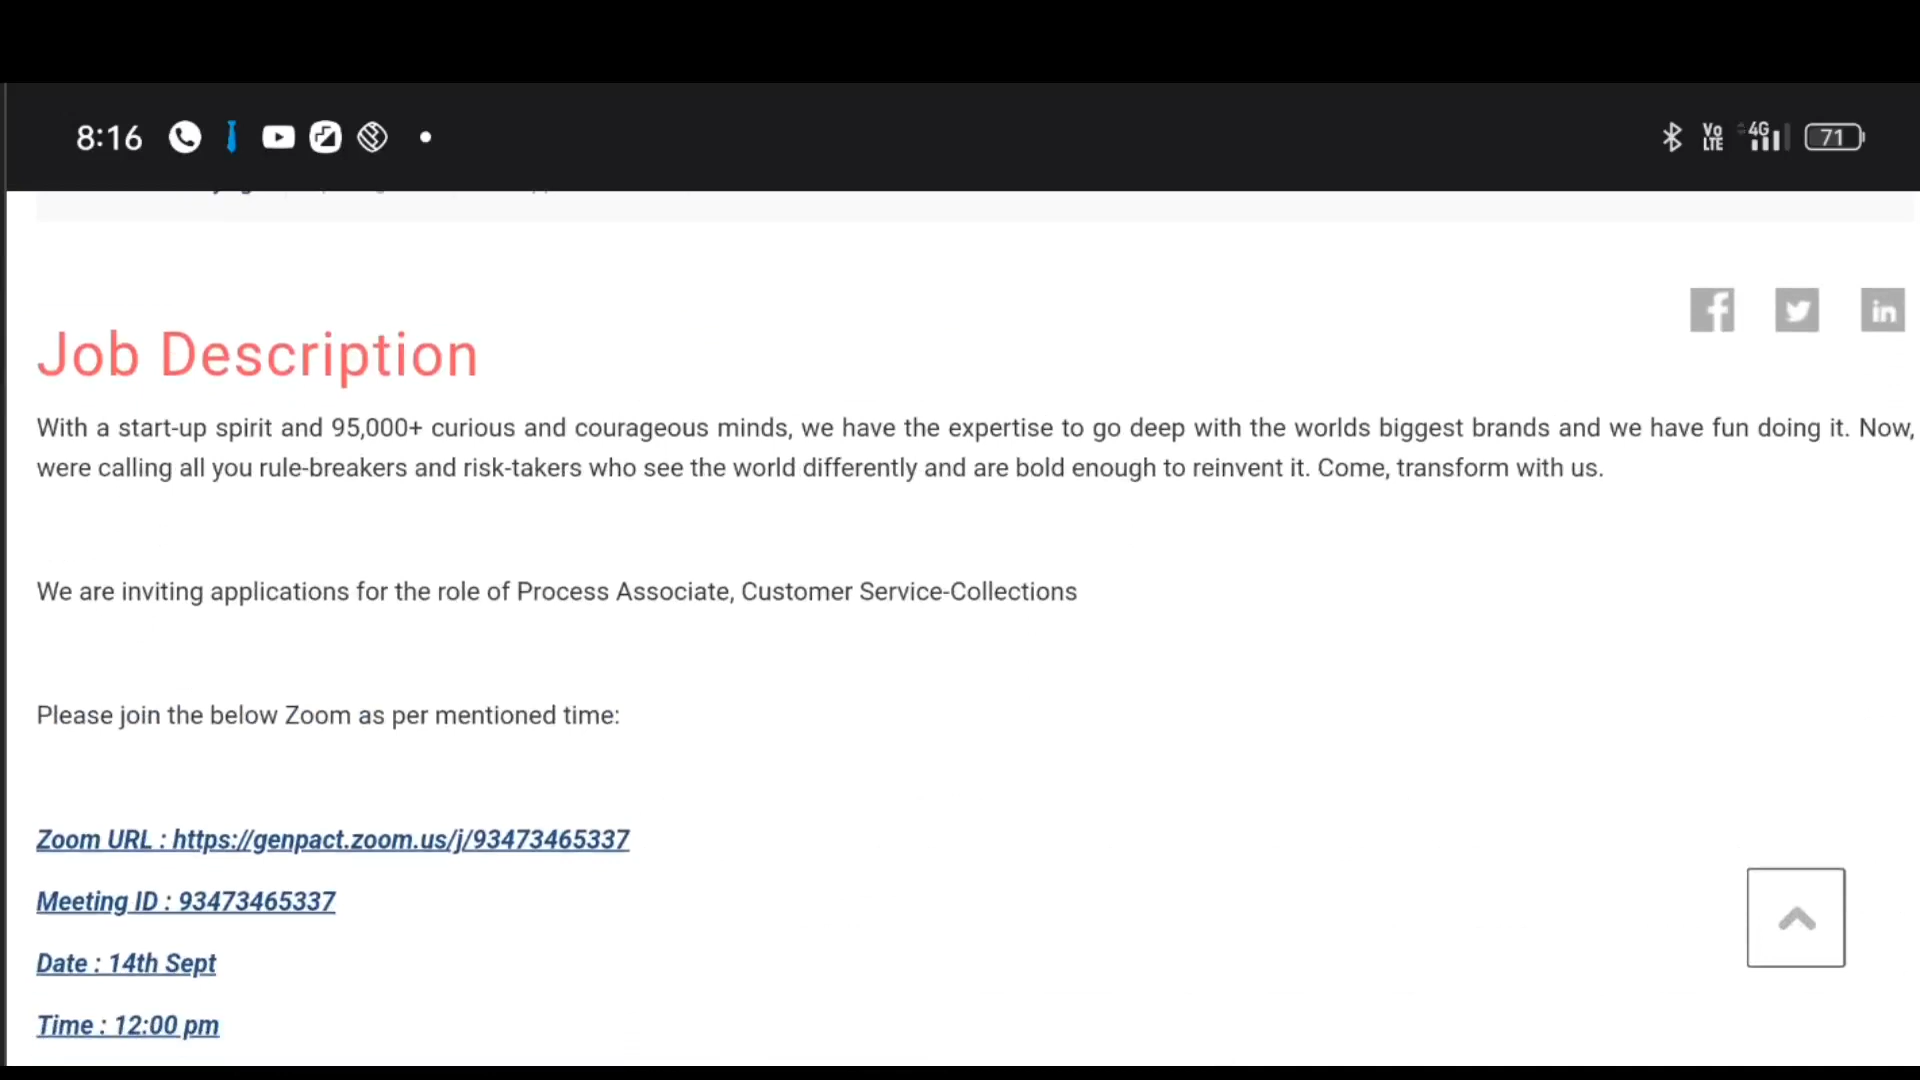 8:16
Vo
LTE
4G
71
Job Description
With a start-up spirit and 95,000+ curious and courageous minds, we have the expertise to go deep with the worlds biggest brands and we have fun doing it. Now,
were calling all you rule-breakers and risk-takers who see the world differently and are bold enough to reinvent it. Come, transform with us.
We are inviting applications for the role of Process Associate, Customer Service-Collections
Please join the below Zoom as per mentioned time:
Zoom URL : https://genpact.zoom.us/j/93473465337
Meeting ID : 93473465337
Date : 14th Sept
Time : 12:00 pm